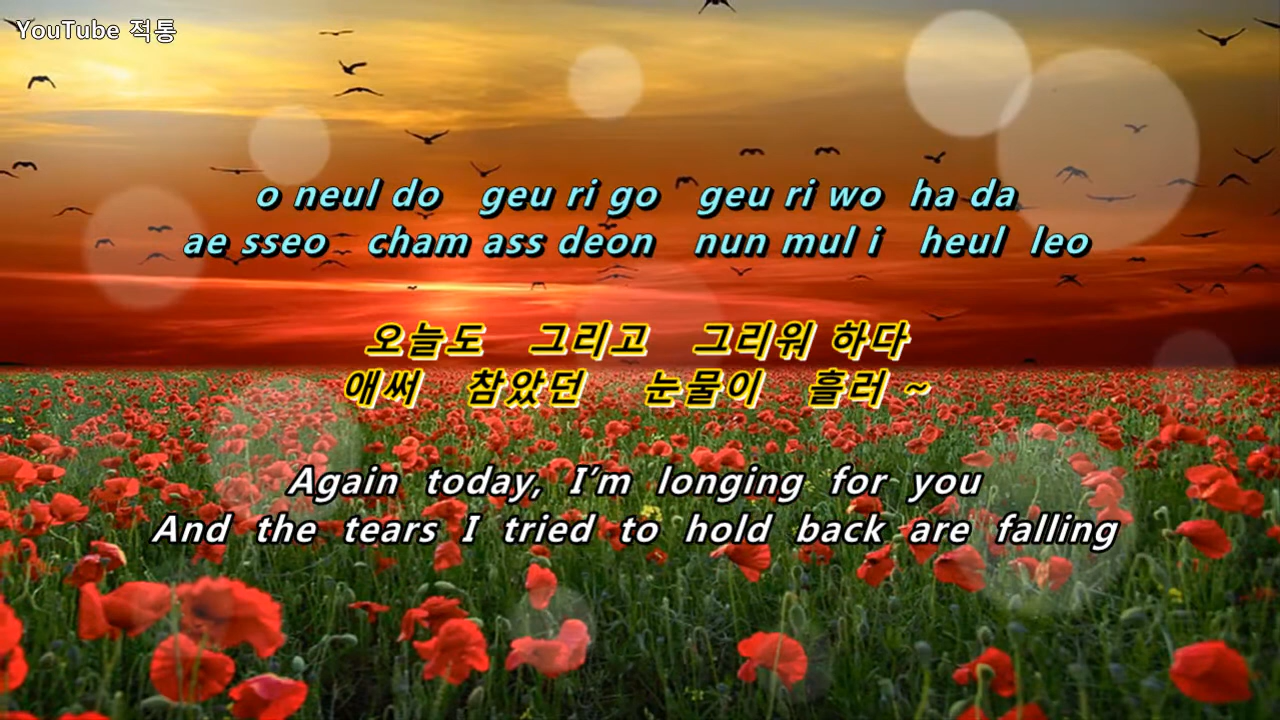 YouTube 적통
o neul do geu ri go geu ri wo ha da
ae sseo cham ass deon nun mul i heul leo
오늘도 그리고 그리워 하다
애써 참았던 눈물이 흘러 ~
Again today, I'm longing for you
And the tears I tried to hold back are falling